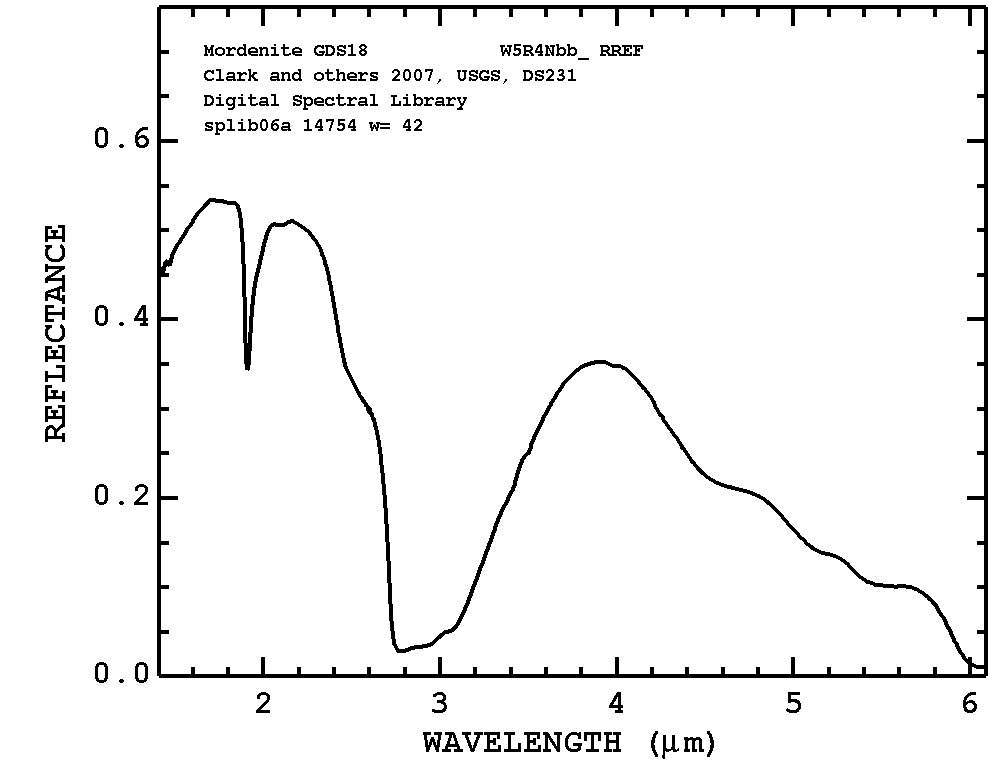 Mordenite GDS18 W5R4Nbb_ RREF
Clark and others 2007, USGS, DS231
Digital Spectral Library
splib06a 14754 w= 42
0.6
0.4
0.2
0.0
REFLECTANCE
2 3 4 5 6
WAVELENGTH (μm)